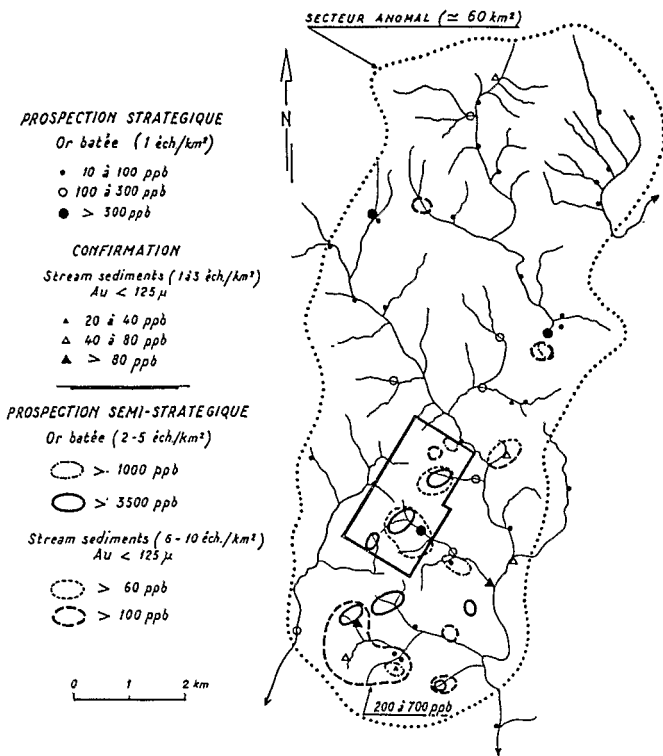 SECTEUR ANOMAL (≃ 60 km²)
N
PROSPECTION STRATEGIQUE
Or batée (1 éch/km²)
10 à 100 ppb
100 à 300 ppb
> 300 ppb
CONFIRMATION
Stream sediments (1à3 éch./km²)
Au < 125 µ
20 à 40 ppb
40 à 80 ppb
> 80 ppb
PROSPECTION SEMI-STRATEGIQUE
Or batée (2-5 éch/km²)
> 1000 ppb
> 3500 ppb
Stream sediments (6-10 éch./km²)
Au < 125 µ
> 60 ppb
> 100 ppb
0 1 2 km
200 à 700 ppb